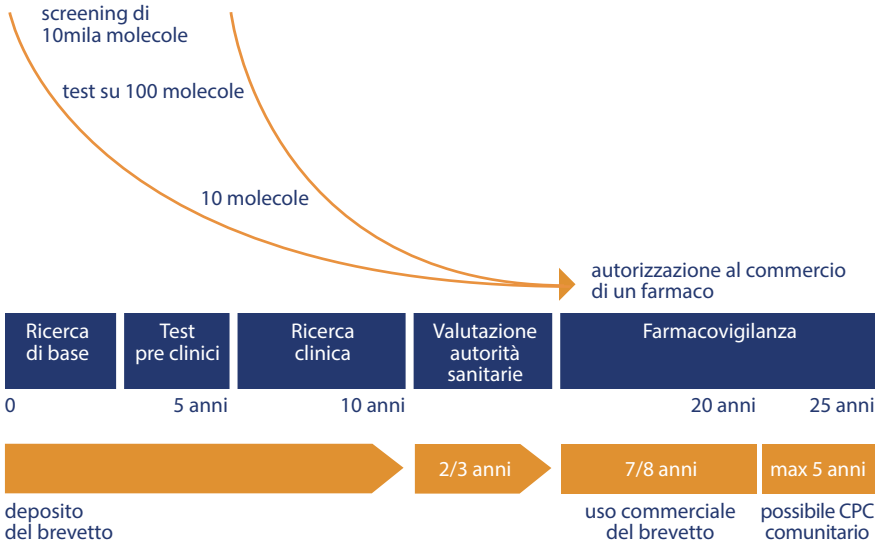 screening di
10mila molecole
test su 100 molecole
10 molecole
autorizzazione al commercio
di un farmaco
Ricerca
di base
Test
pre clinici
Ricerca
clinica
Valutazione
autorità
sanitarie
Farmacovigilanza
0
5 anni
10 anni
20 anni
25 anni
2/3 anni
7/8 anni
max 5 anni
deposito
del brevetto
uso commerciale
del brevetto
possibile CPC
comunitario